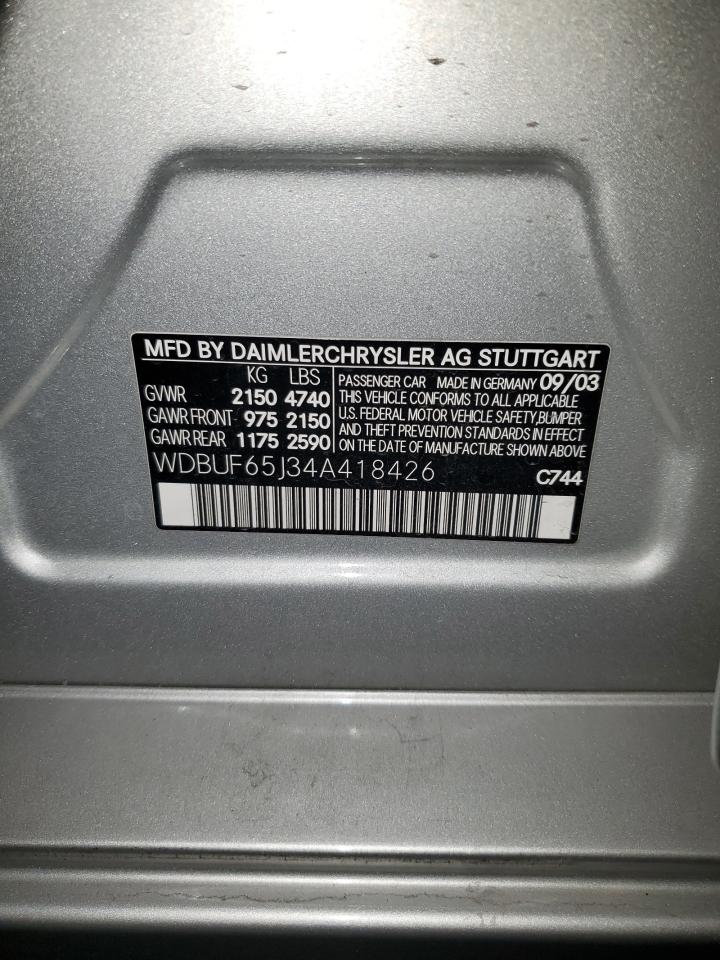 MFD BY DAIMLERCHRYSLER AG STUTTGART
KG LBS
GVWR 2150 4740
GAWR FRONT 975 2150
GAWR REAR 1175 2590
PASSENGER CAR MADE IN GERMANY 09/03
THIS VEHICLE CONFORMS TO ALL APPLICABLE
U.S. FEDERAL MOTOR VEHICLE SAFETY, BUMPER
AND THEFT PREVENTION STANDARDS IN EFFECT
ON THE DATE OF MANUFACTURE SHOWN ABOVE
WDBUF65J34A418426 C744